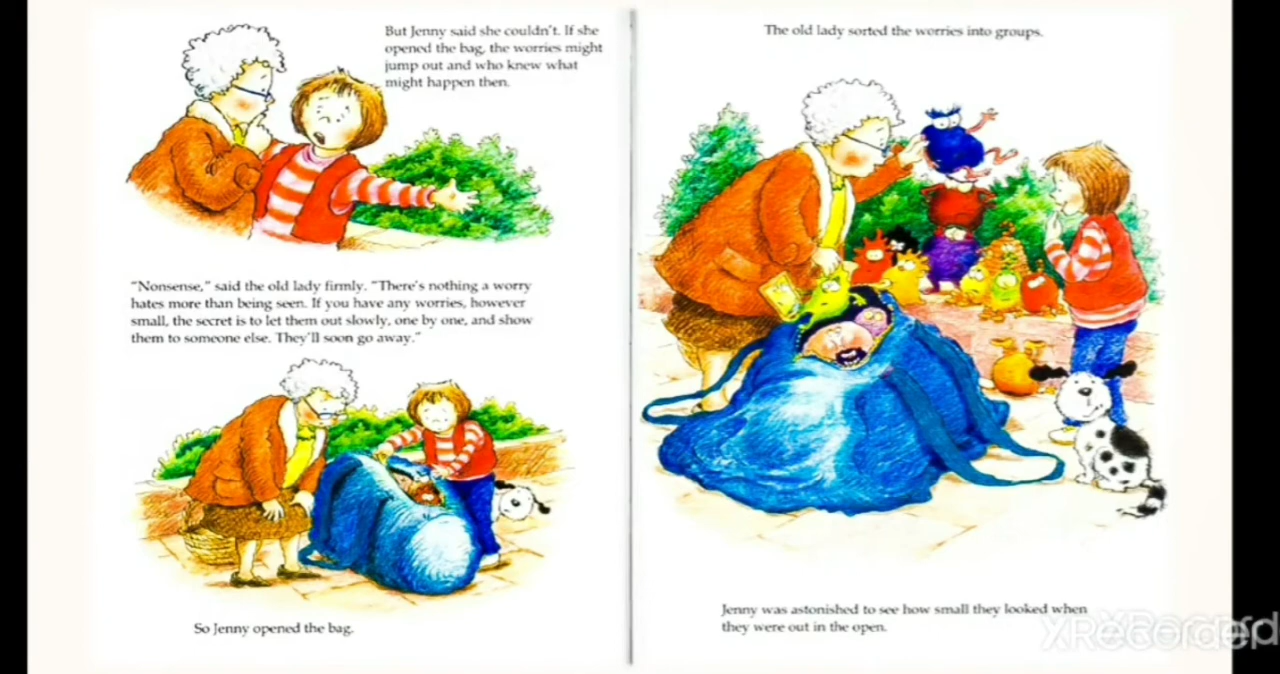 But Jenny said she couldn't. If she
opened the bag, the worries might
jump out and who knew what
might happen then.
"Nonsense," said the old lady firmly. "There's nothing a worry
hates more than being seen. If you have any worries, however
small, the secret is to let them out slowly, one by one, and show
them to someone else. They'll soon go away."
So Jenny opened the bag.
The old lady sorted the worries into groups.
Jenny was astonished to see how small they looked when
they were out in the open.
XRecorder